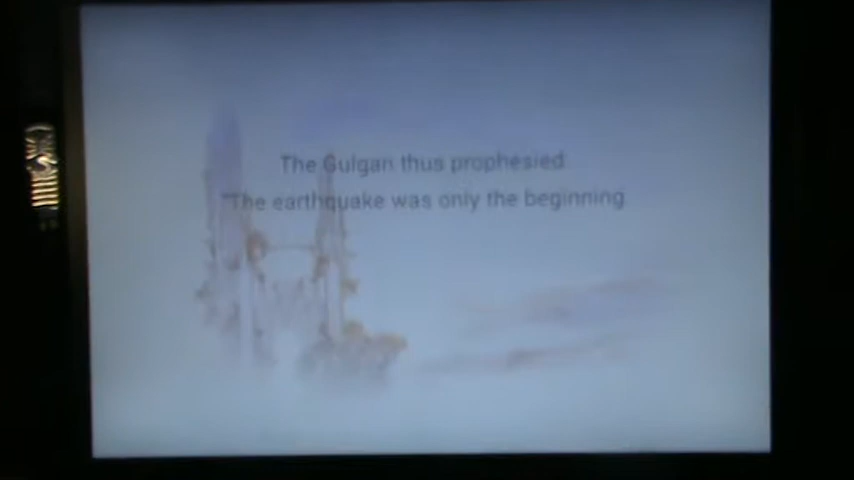 The Gulgan thus prophesied
"The earthquake was only the beginning